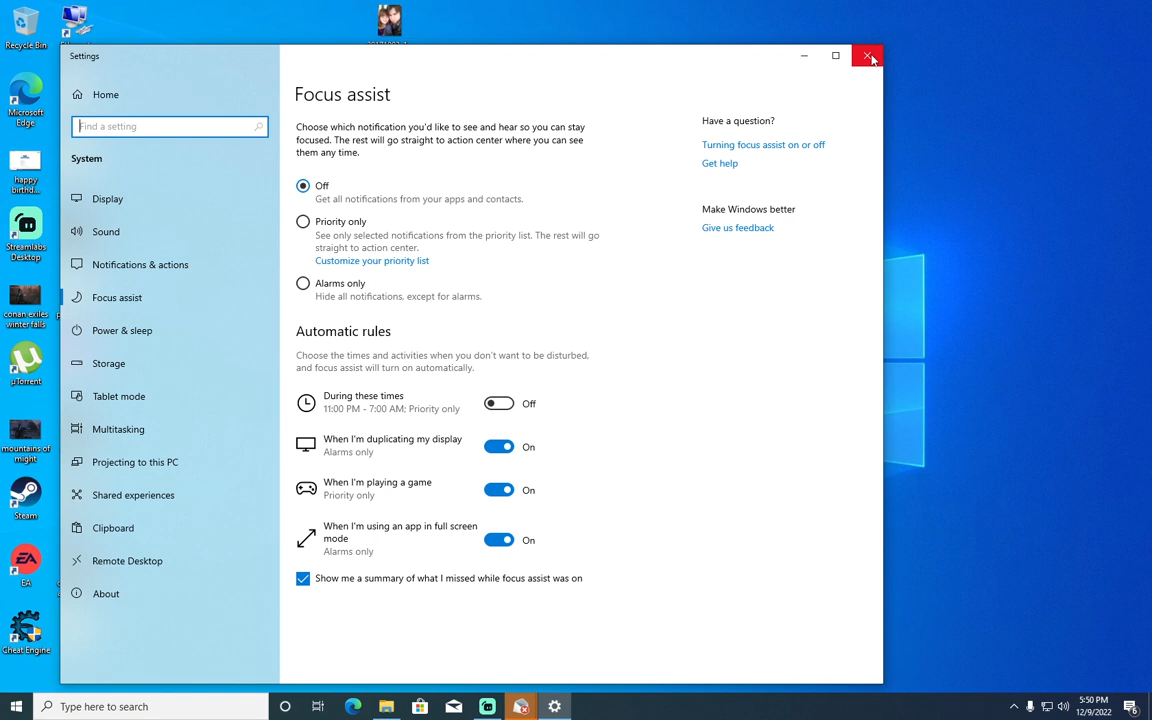 Recycle Bin
Microsoft
Edge
happy
birthd...
Streamlabs
Desktop
conan exiles
winter falls
µTorrent
mountains of
might
Steam
EA
Cheat Engine
Settings
Home
Find a setting
System
Display
Sound
Notifications & actions
Focus assist
Power & sleep
Storage
Tablet mode
Multitasking
Projecting to this PC
Shared experiences
Clipboard
Remote Desktop
About
Focus assist
Choose which notification you'd like to see and hear so you can stay
focused. The rest will go straight to action center where you can see
them any time.
Off
Get all notifications from your apps and contacts.
Priority only
See only selected notifications from the priority list. The rest will go
straight to action center.
Customize your priority list
Alarms only
Hide all notifications, except for alarms.
Automatic rules
Choose the times and activities when you don't want to be disturbed,
and focus assist will turn on automatically.
During these times
11:00 PM - 7:00 AM; Priority only
Off
When I'm duplicating my display
Alarms only
On
When I'm playing a game
Priority only
On
When I'm using an app in full screen
mode
Alarms only
On
Show me a summary of what I missed while focus assist was on
Have a question?
Turning focus assist on or off
Get help
Make Windows better
Give us feedback
Type here to search
5:50 PM
12/9/2022
6